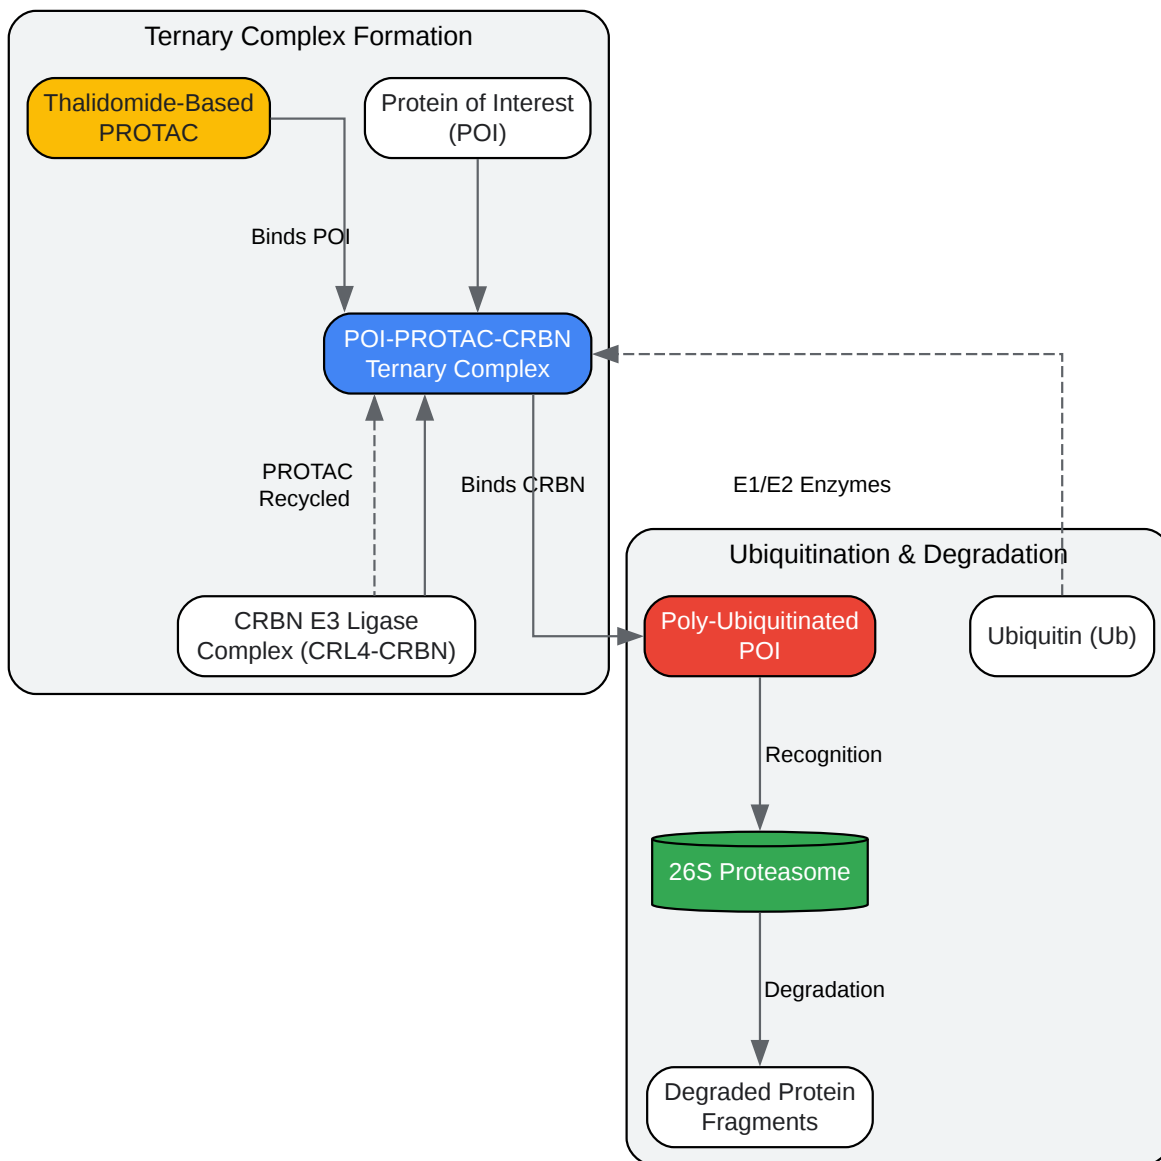 Ternary Complex Formation
Thalidomide-Based
PROTAC
Protein of Interest
(POI)
Binds POI
POI-PROTAC-CRBN
Ternary Complex
PROTAC
Recycled
Binds CRBN
E1/E2 Enzymes
CRBN E3 Ligase
Complex (CRL4-CRBN)
Ubiquitination & Degradation
Poly-Ubiquitinated
POI
Ubiquitin (Ub)
Recognition
26S Proteasome
Degradation
Degraded Protein
Fragments